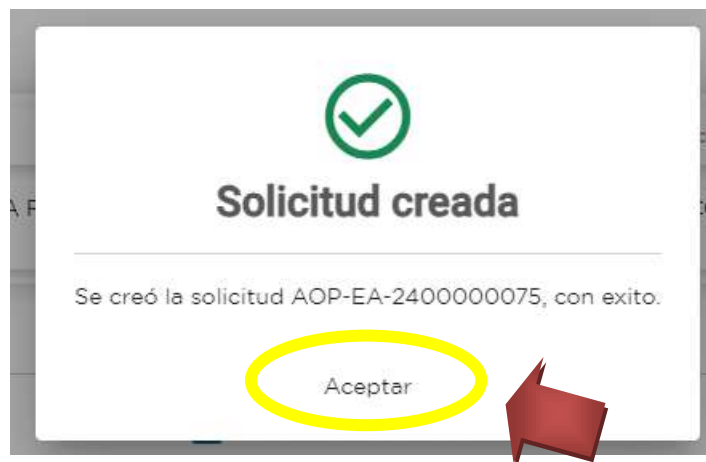 Solicitud creada
Se creó la solicitud AOP-EA-2400000075, con exito.
Aceptar